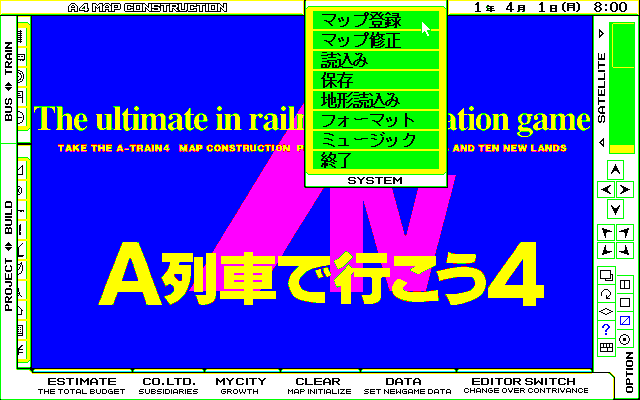 A4 MAP CONSTRUCTION
1年 4月 1日(月) 8:00
マップ登録
マップ修正
読込み
保存
地形読込み
フォーマット
ミュージック
終了
SYSTEM
BUS TRAIN
PROJECT BUILD
SATELLITE
OPTION
The ultimate in railr ation game
TAKE THE A-TRAIN4 MAP CONSTRUCTION P S AND TEN NEW LANDS
A列車で行こう4
ESTIMATE
THE TOTAL BUDGET
CO.LTD.
SUBSIDIARIES
MYCITY
GROWTH
CLEAR
MAP INITIALIZE
DATA
SET NEWGAME DATA
EDITOR SWITCH
CHANGE OVER CONTRIVANCE